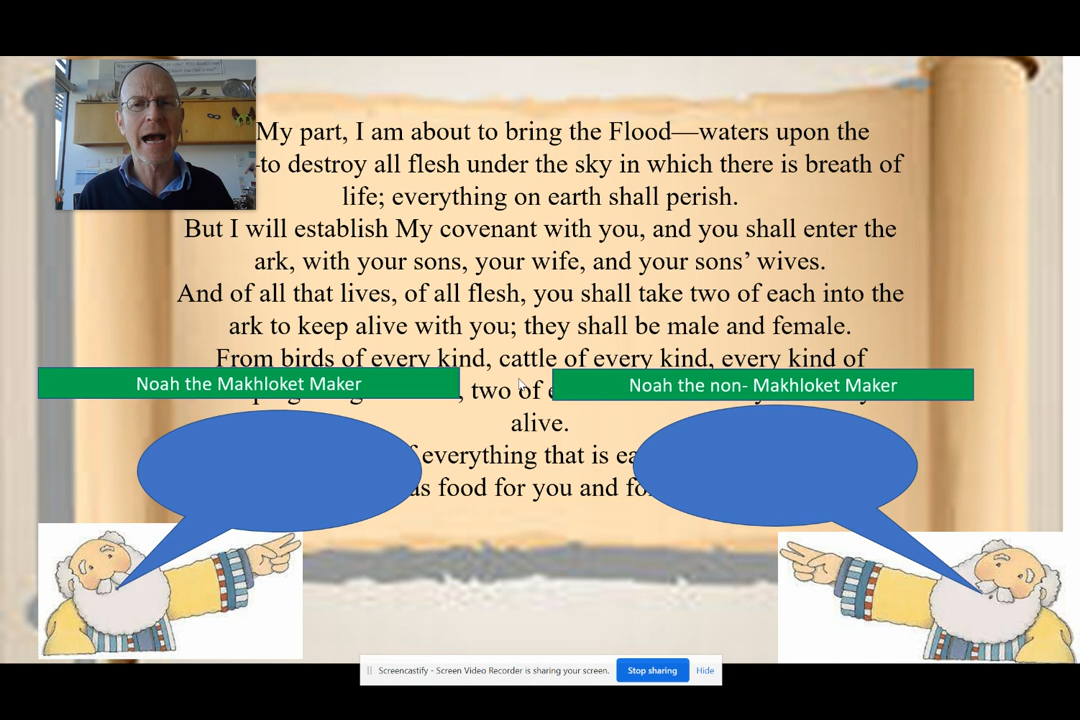 My part, I am about to bring the Flood—waters upon the
to destroy all flesh under the sky in which there is breath of
life; everything on earth shall perish.
But I will establish My covenant with you, and you shall enter the
ark, with your sons, your wife, and your sons’ wives.
And of all that lives, of all flesh, you shall take two of each into the
ark to keep alive with you; they shall be male and female.
From birds of every kind, cattle of every kind, every kind of
Noah the Makhloket Maker
, two of
Noah the non- Makhloket Maker
alive.
everything that is
food for you and
Screencastify - Screen Video Recorder is sharing your screen.
Stop sharing
Hide